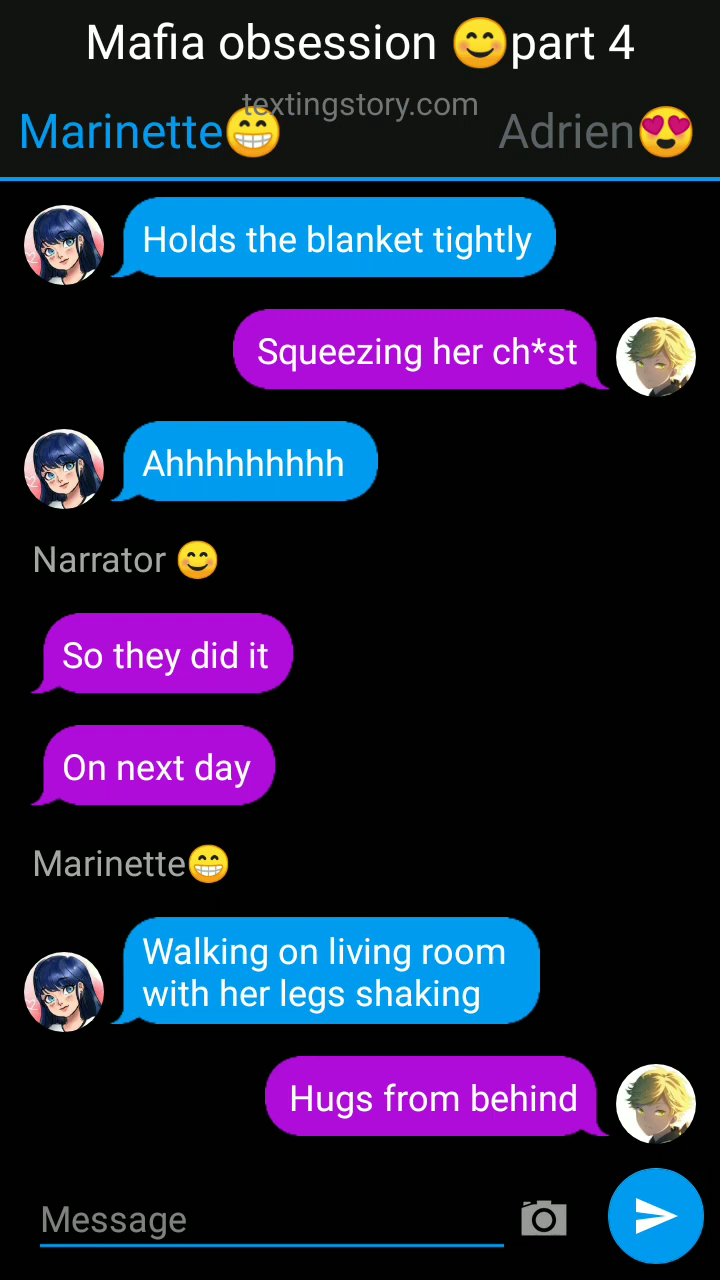 Mafia obsession 😊part 4
textingstory.com
Marinette😁 Adrien😍
Holds the blanket tightly
Squeezing her ch*st
Ahhhhhhhhh
Narrator 😊
So they did it
On next day
Marinette😁
Walking on living room
with her legs shaking
Hugs from behind
Message